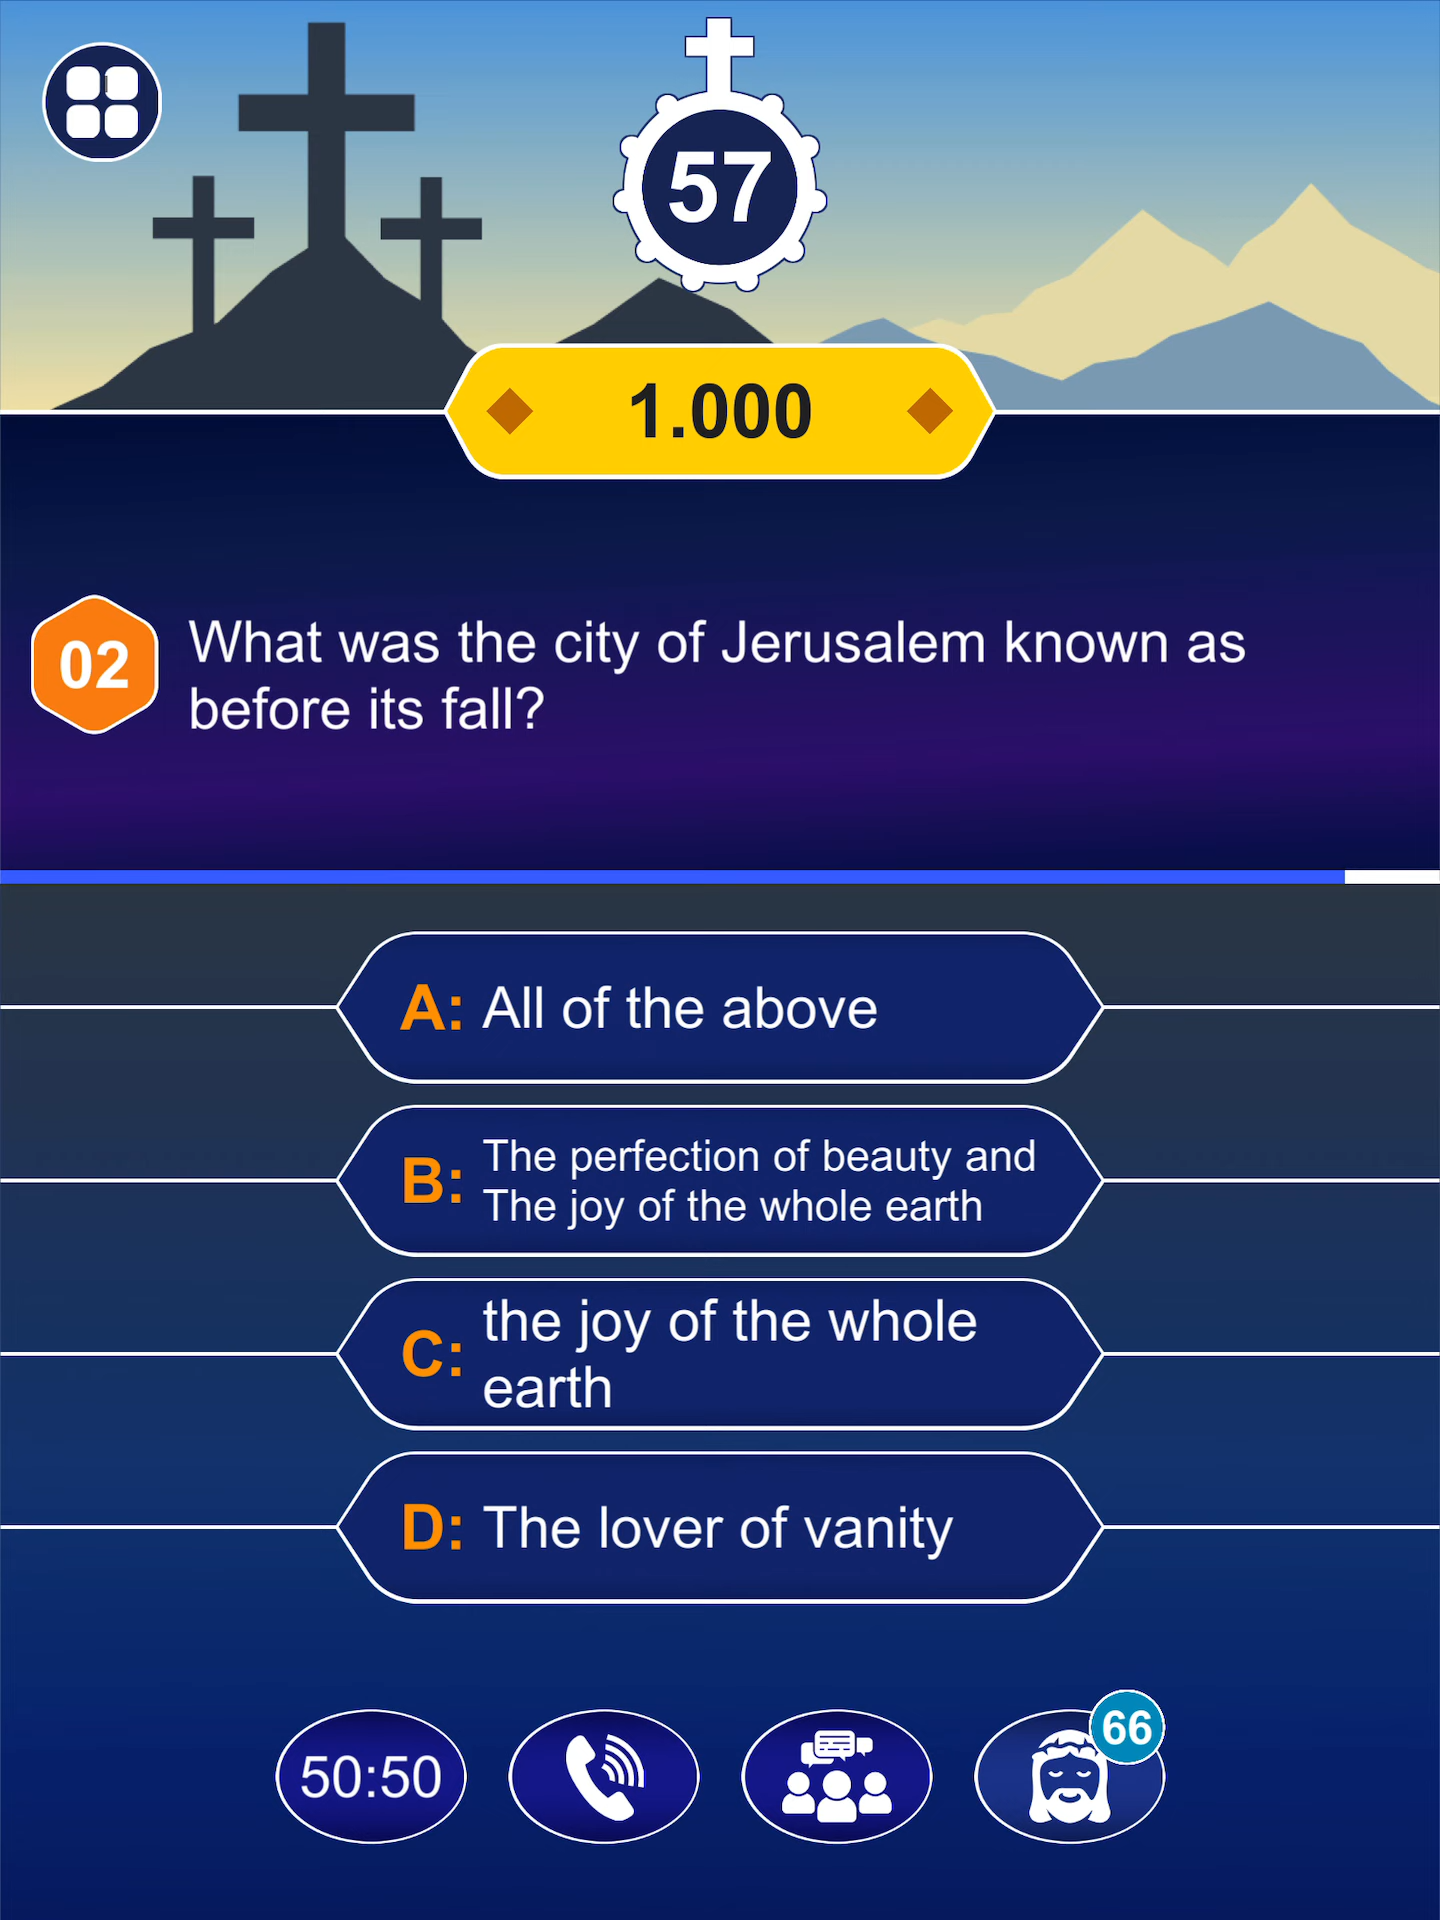 57
1.000
02
What was the city of Jerusalem known as
before its fall?
A: All of the above
B: The perfection of beauty and
The joy of the whole earth
C: the joy of the whole
earth
D: The lover of vanity
50:50
66